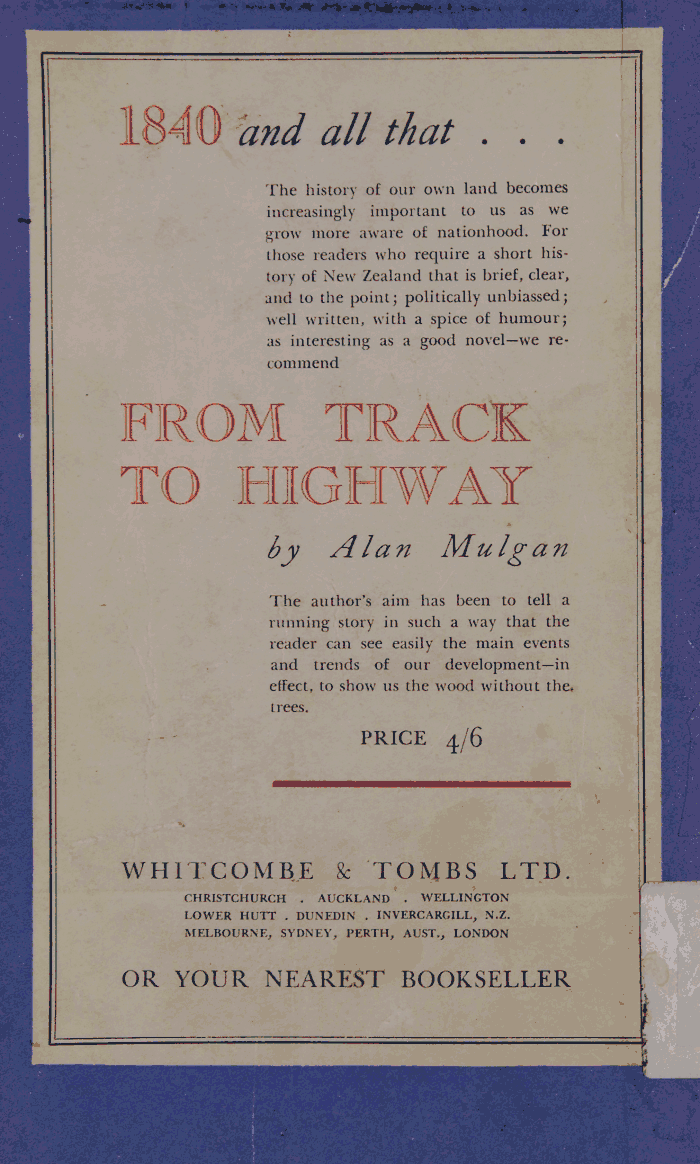 1840 and all that . . .
The history of our own land becomes
increasingly important to us as we
grow more aware of nationhood. For
those readers who require a short his-
tory of New Zealand that is brief, clear,
and to the point; politically unbiassed;
well written, with a spice of humour;
as interesting as a good novel—we re-
commend
FROM TRACK
TO HIGHWAY
by Alan Mulgan
The author's aim has been to tell a
running story in such a way that the
reader can see easily the main events
and trends of our development—in
effect, to show us the wood without the
trees.
PRICE 4/6
WHITCOMBE & TOMBS LTD.
CHRISTCHURCH . AUCKLAND . WELLINGTON
LOWER HUTT . DUNEDIN . INVERCARGILL, N.Z.
MELBOURNE, SYDNEY, PERTH, AUST., LONDON
OR YOUR NEAREST BOOKSELLER